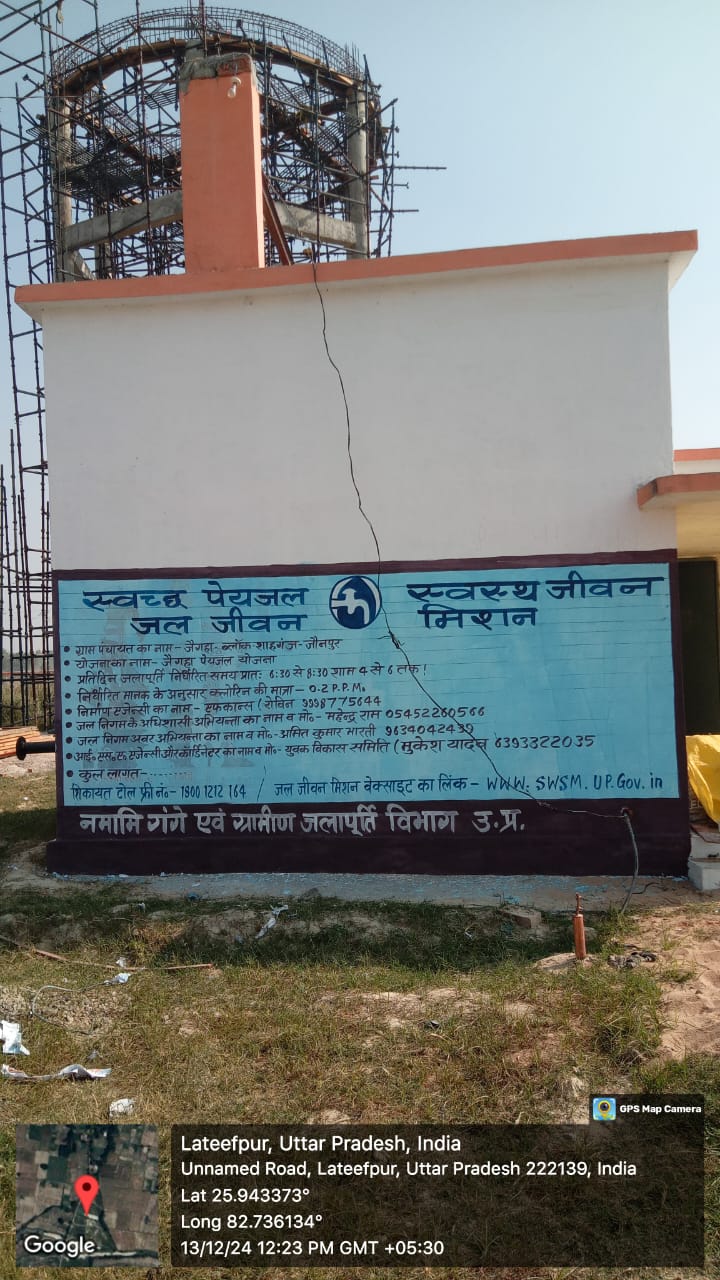 स्वच्छ पेयजल स्वस्थ जीवन
जल जीवन मिशन
• ग्राम पंचायत का नाम - जैगहा - ब्लॉक शाहगंज - जौनपुर
• योजना का नाम - जैगहा पेयजल योजना
• प्रतिदिन जलापूर्ति निर्धारित समय प्रातः 6:30 से 8:30 शाम 4 से 6 तक!
• निर्धारित मानक के अनुसार क्लोरिन की मात्रा - 0.2 P.P.M.
• निर्माण एजेन्सी का नाम - एफकान्स (रोबिन 9998775644
• जल निगम के अधिशासी अभियन्ता का नाम व मो० - महेन्द्र राम 05452260566
• जल निगम अवर अभियन्ता का नाम व मो० - अमित कुमार भारती 9634042439
• आई० एस० ए० एजेन्सी और कोर्डिनेटर का नाम व मो० - युवक विकास समिति (मुकेश यादव 6393322035
• कुल लागत-........
शिकायत टोल फ्री नं०- 1800 1212 164 / जल जीवन मिशन वेबसाइट का लिंक - WWW. SWSM. UP. Gov. in
नमामि गंगे एवं ग्रामीण जलापूर्ति विभाग उ.प्र.
GPS Map Camera
Lateefpur, Uttar Pradesh, India
Unnamed Road, Lateefpur, Uttar Pradesh 222139, India
Lat 25.943373°
Long 82.736134°
13/12/24 12:23 PM GMT +05:30
Google